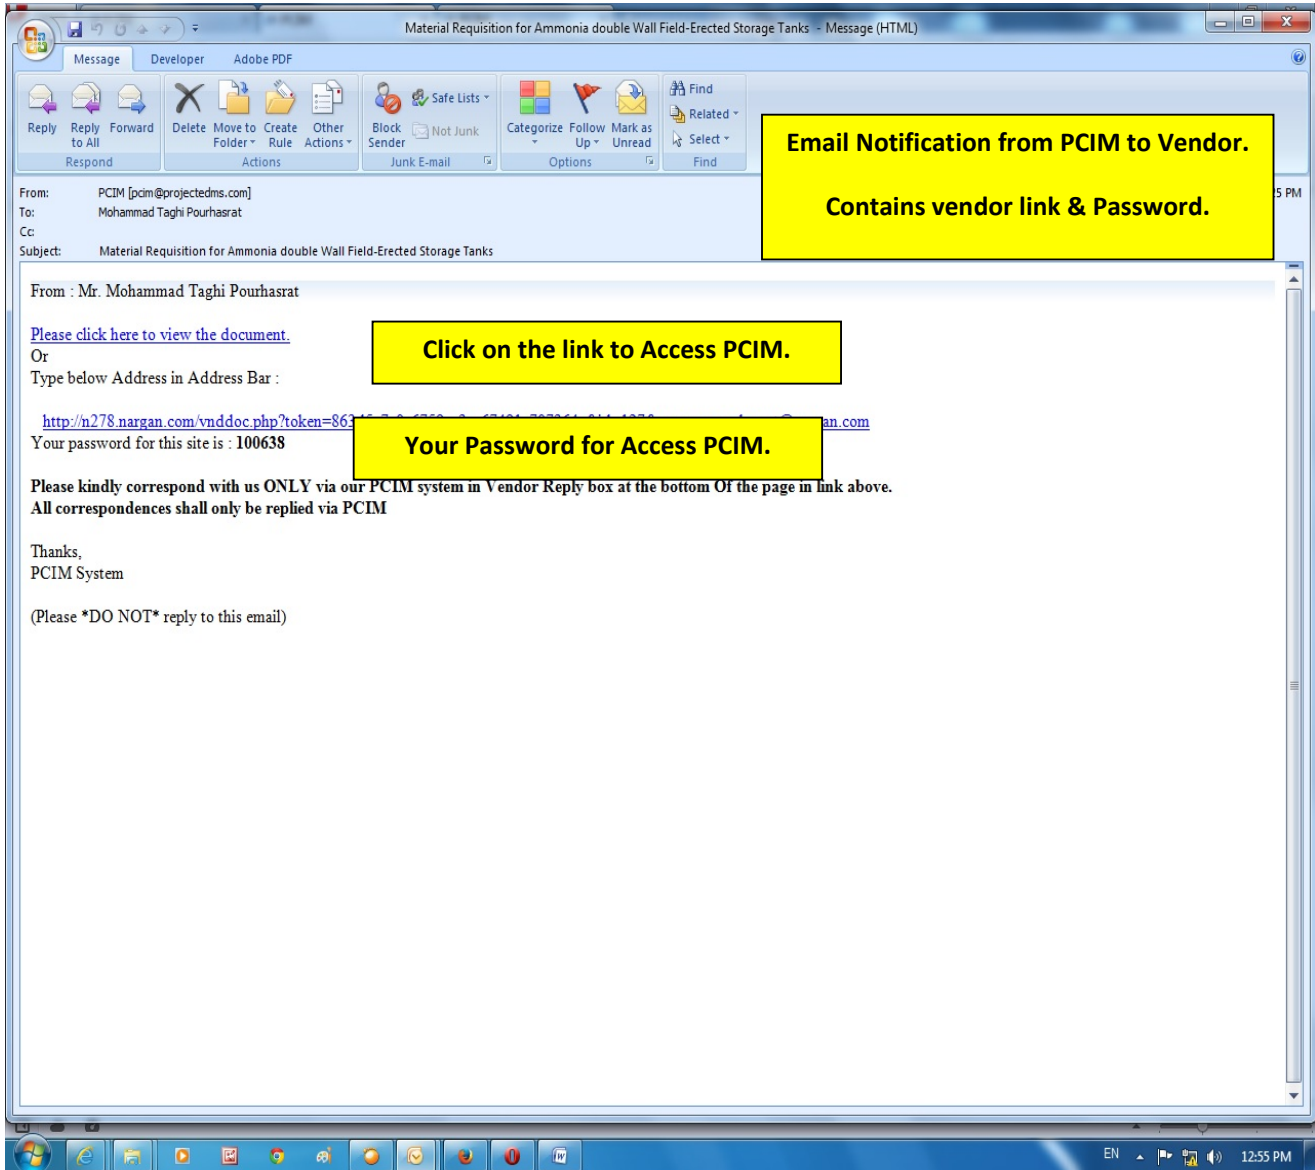 Material Requisition for Ammonia double Wall Field-Erected Storage Tanks - Message (HTML)
Message Developer Adobe PDF
Reply
Reply to All
Forward
Delete
Move to Folder
Create Rule
Other Actions
Block Sender
Safe Lists
Not Junk
Categorize
Follow Up
Mark as Unread
Find
Related
Select
Respond Actions Junk E-mail Options Find
Email Notification from PCIM to Vendor.
Contains vendor link & Password.
From: PCIM [pcim@projectedms.com]
5 PM
To: Mohammad Taghi Pourhasrat
Cc:
Subject: Material Requisition for Ammonia double Wall Field-Erected Storage Tanks
From : Mr. Mohammad Taghi Pourhasrat
Please click here to view the document.
Click on the link to Access PCIM.
Or
Type below Address in Address Bar :
http://n278.nargan.com/vnddoc.php?token=863 an.com
Your password for this site is : 100638
Your Password for Access PCIM.
Please kindly correspond with us ONLY via our PCIM system in Vendor Reply box at the bottom Of the page in link above.
All correspondences shall only be replied via PCIM
Thanks,
PCIM System
(Please *DO NOT* reply to this email)
EN 12:55 PM